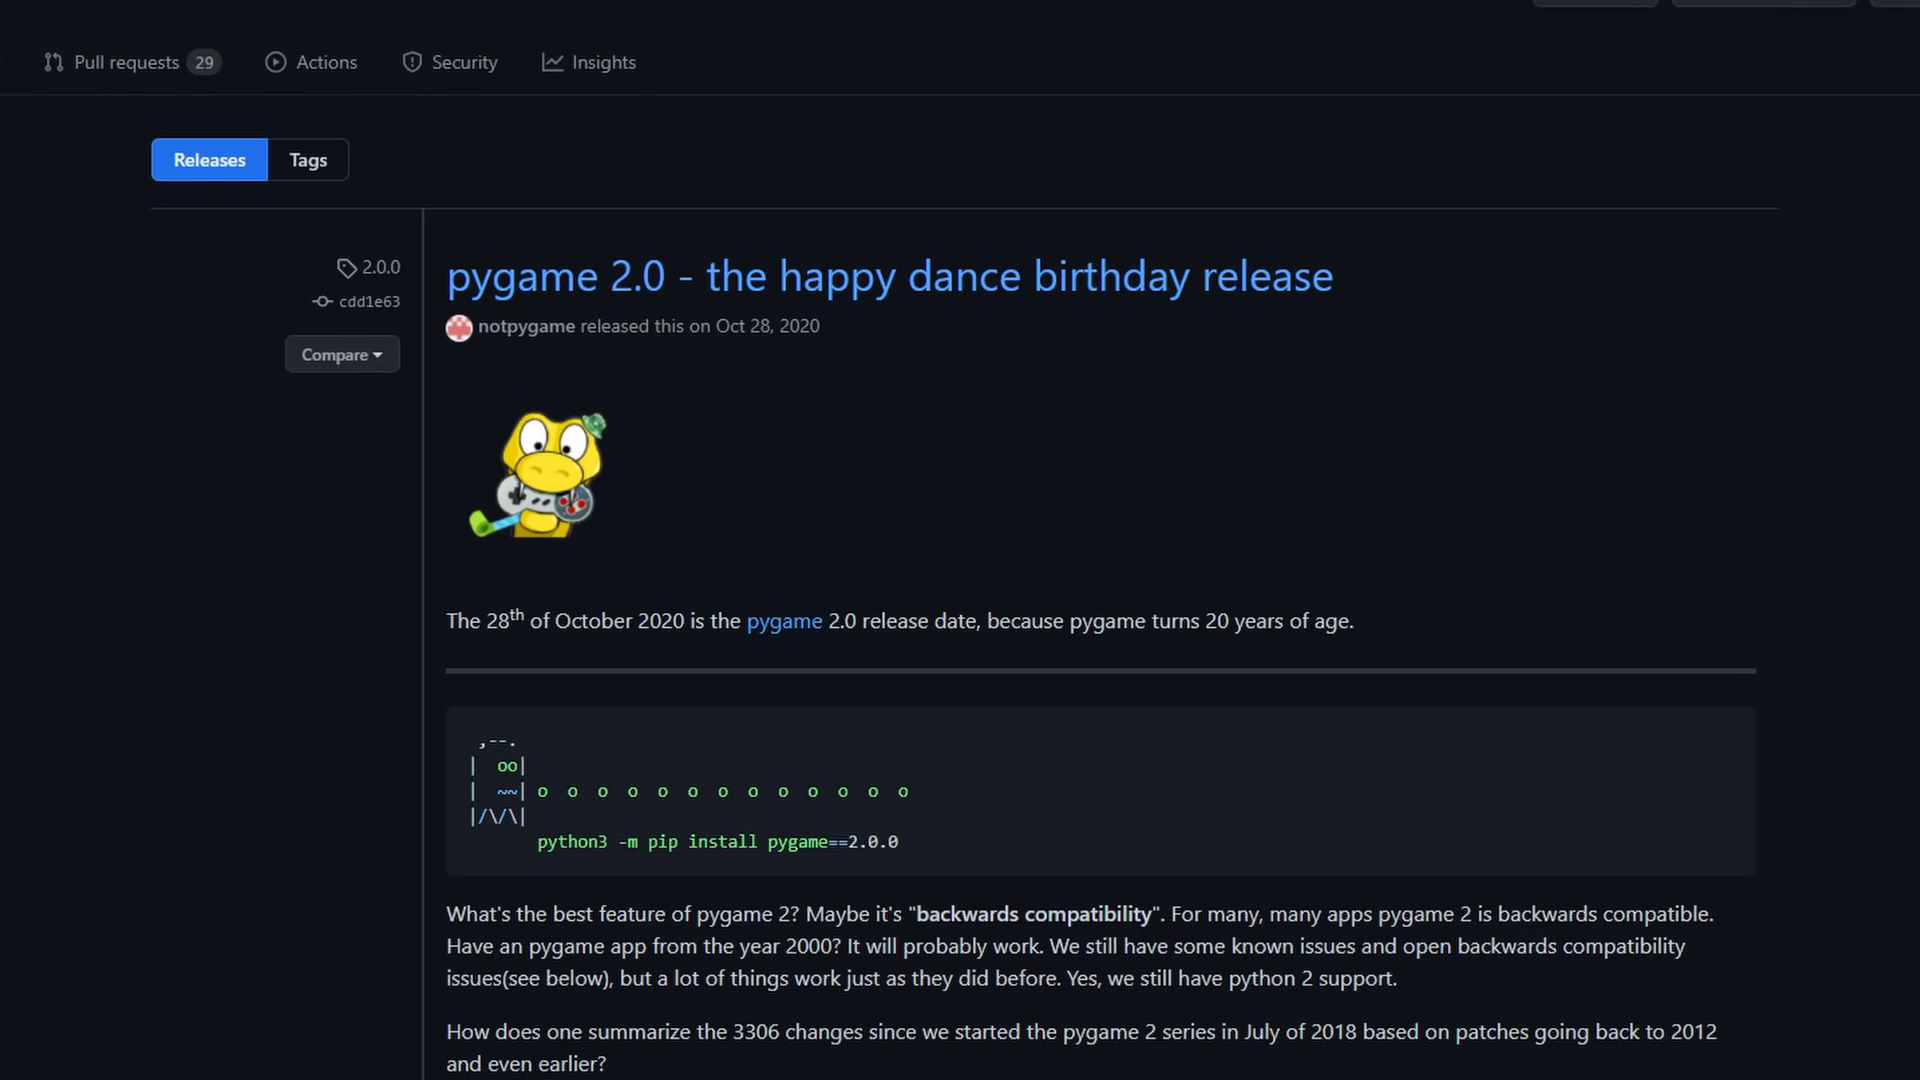 Pull requests 29 Actions Security Insights
Releases Tags
2.0.0
cdd1e63
Compare
pygame 2.0 - the happy dance birthday release
notpygame released this on Oct 28, 2020
The 28th of October 2020 is the pygame 2.0 release date, because pygame turns 20 years of age.
,--.
|  oo|
|  ~~| o  o  o  o  o  o  o  o  o  o  o  o  o
|/\/\|
python3 -m pip install pygame==2.0.0
What's the best feature of pygame 2? Maybe it's "backwards compatibility". For many, many apps pygame 2 is backwards compatible.
Have an pygame app from the year 2000? It will probably work. We still have some known issues and open backwards compatibility
issues(see below), but a lot of things work just as they did before. Yes, we still have python 2 support.
How does one summarize the 3306 changes since we started the pygame 2 series in July of 2018 based on patches going back to 2012
and even earlier?